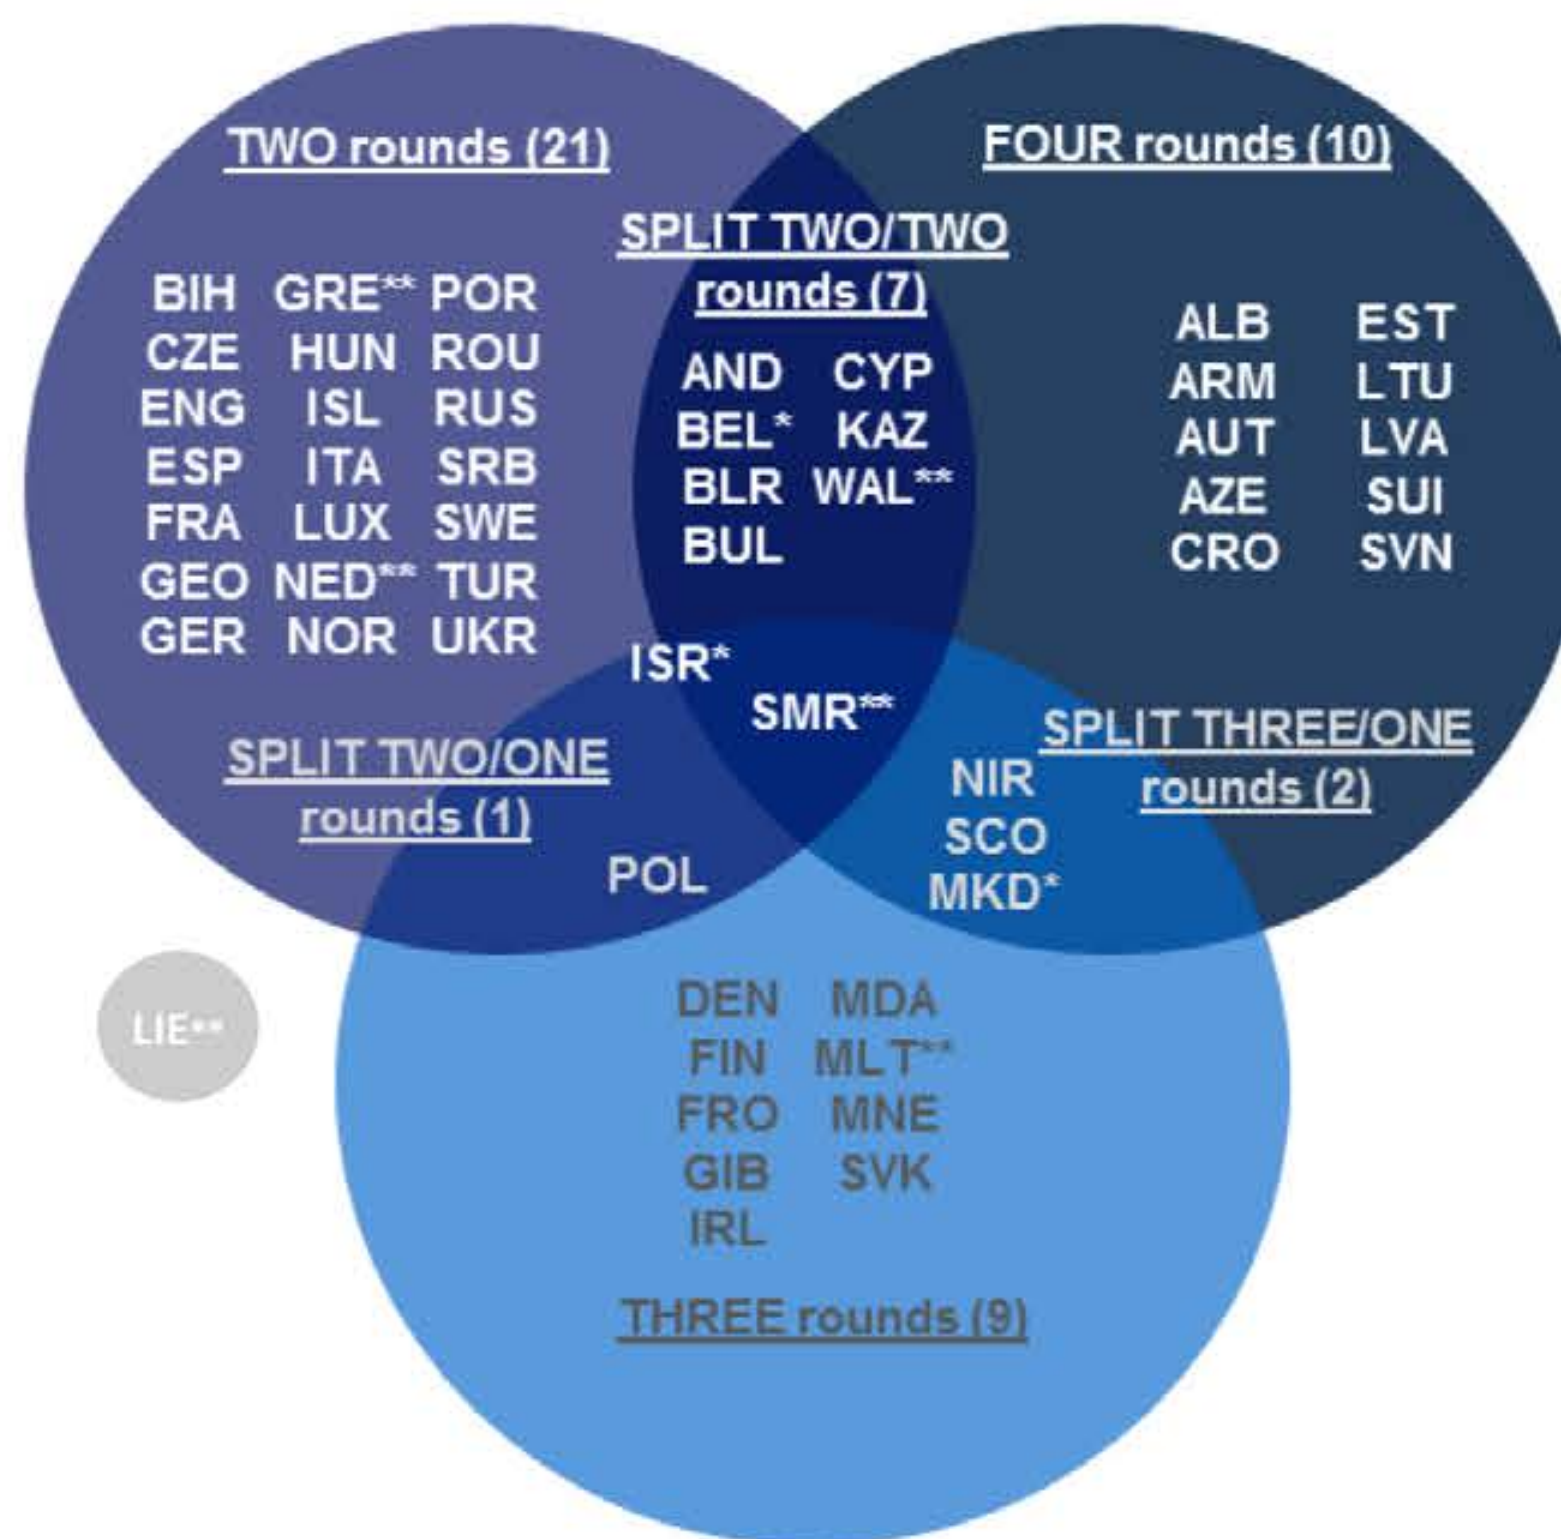 TWO rounds (21)
BIH GRE** POR
CZE HUN ROU
ENG ISL RUS
ESP ITA SRB
FRA LUX SWE
GEO NED** TUR
GER NOR UKR
FOUR rounds (10)
ALB EST
ARM LTU
AUT LVA
AZE SUI
CRO SVN
SPLIT TWO/TWO
rounds (7)
AND CYP
BEL* KAZ
BLR WAL**
BUL
ISR*
SMR**
SPLIT TWO/ONE
rounds (1)
POL
SPLIT THREE/ONE
rounds (2)
NIR
SCO
MKD*
LIE**
DEN MDA
FIN MLT**
FRO MNE
GIB SVK
IRL
THREE rounds (9)